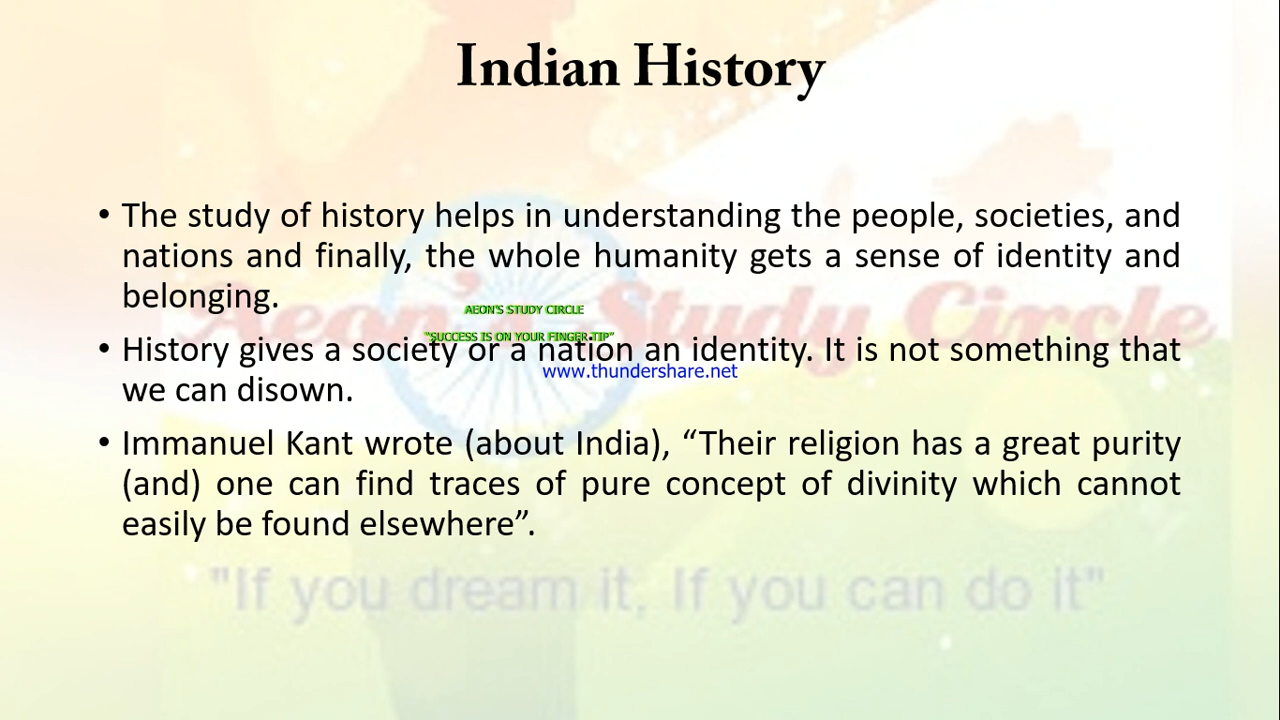 Indian History
• The study of history helps in understanding the people, societies, and
nations and finally, the whole humanity gets a sense of identity and
belonging.
AEON'S STUDY CIRCLE
Aeon's Study Circle
"SUCCESS IS ON YOUR FINGER TIP"
• History gives a society or a nation an identity. It is not something that
www.thundershare.net
we can disown.
• Immanuel Kant wrote (about India), “Their religion has a great purity
(and) one can find traces of pure concept of divinity which cannot
easily be found elsewhere”.
"If you dream it, If you can do it"